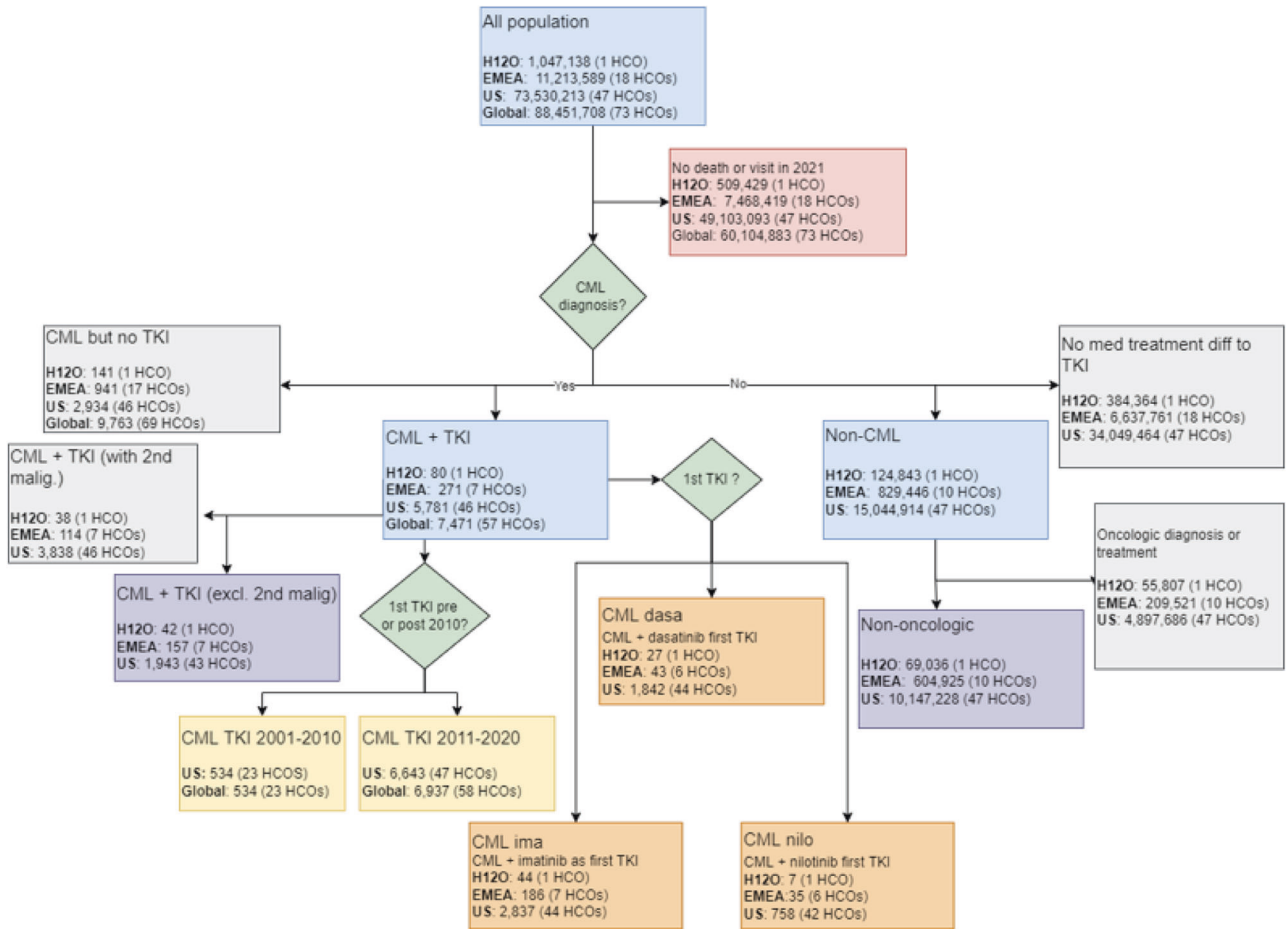 All population
H12O: 1,047,138 (1 HCO)
EMEA: 11,213,589 (18 HCOs)
US: 73,530,213 (47 HCOs)
Global: 88,451,708 (73 HCOs)
No death or visit in 2021
H12O: 509,429 (1 HCO)
EMEA: 7,468,419 (18 HCOs)
US: 49,103,093 (47 HCOs)
Global: 60,104,883 (73 HCOs)
CML
diagnosis?
CML but no TKI
H12O: 141 (1 HCO)
EMEA: 941 (17 HCOs)
US: 2,934 (46 HCOs)
Global: 9,763 (69 HCOs)
Yes
No
No med treatment diff to
TKI
H12O: 384,364 (1 HCO)
EMEA: 6,637,761 (18 HCOs)
US: 34,049,464 (47 HCOs)
CML + TKI
H12O: 80 (1 HCO)
EMEA: 271 (7 HCOs)
US: 5,781 (46 HCOs)
Global: 7,471 (57 HCOs)
1st TKI ?
Non-CML
H12O: 124,843 (1 HCO)
EMEA: 829,446 (10 HCOs)
US: 15,044,914 (47 HCOs)
CML + TKI (with 2nd
malig.)
H12O: 38 (1 HCO)
EMEA: 114 (7 HCOs)
US: 3,838 (46 HCOs)
Oncologic diagnosis or
treatment
H12O: 55,807 (1 HCO)
EMEA: 209,521 (10 HCOs)
US: 4,897,686 (47 HCOs)
CML + TKI (excl. 2nd malig)
H12O: 42 (1 HCO)
EMEA: 157 (7 HCOs)
US: 1,943 (43 HCOs)
1st TKI pre
or post 2010?
CML dasa
CML + dasatinib first TKI
H12O: 27 (1 HCO)
EMEA: 43 (6 HCOs)
US: 1,842 (44 HCOs)
Non-oncologic
H12O: 69,036 (1 HCO)
EMEA: 604,925 (10 HCOs)
US: 10,147,228 (47 HCOs)
CML TKI 2001-2010
US: 534 (23 HCOS)
Global: 534 (23 HCOs)
CML TKI 2011-2020
US: 6,643 (47 HCOs)
Global: 6,937 (58 HCOs)
CML ima
CML + imatinib as first TKI
H12O: 44 (1 HCO)
EMEA: 186 (7 HCOs)
US: 2,837 (44 HCOs)
CML nilo
CML + nilotinib first TKI
H12O: 7 (1 HCO)
EMEA:35 (6 HCOs)
US: 758 (42 HCOs)